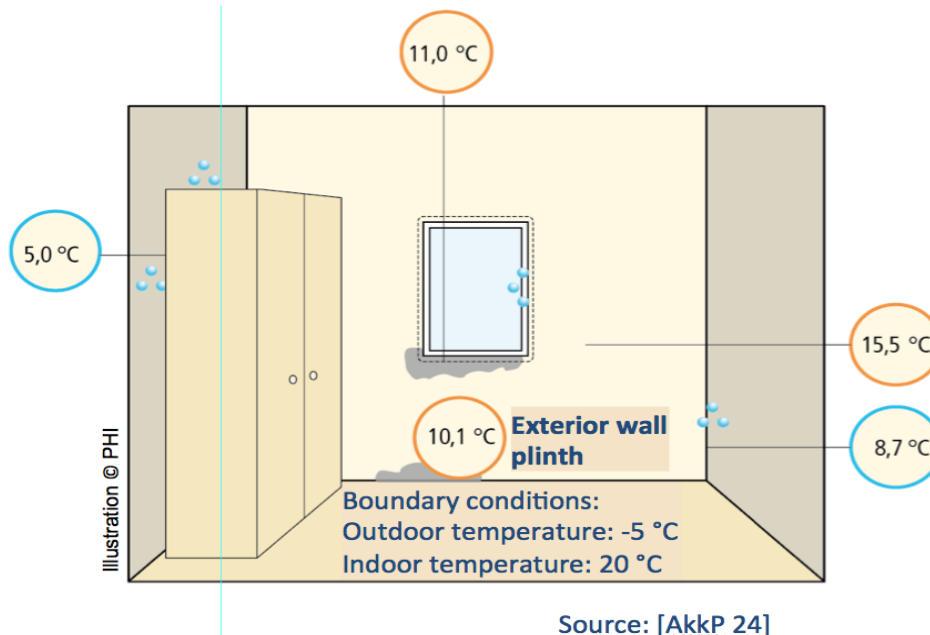 11,0 °C
5,0 °C
15,5 °C
10,1 °C
Exterior wall
plinth
8,7 °C
Boundary conditions:
Outdoor temperature: -5 °C
Indoor temperature: 20 °C
Illustration © PHI
Source: [AkkP 24]